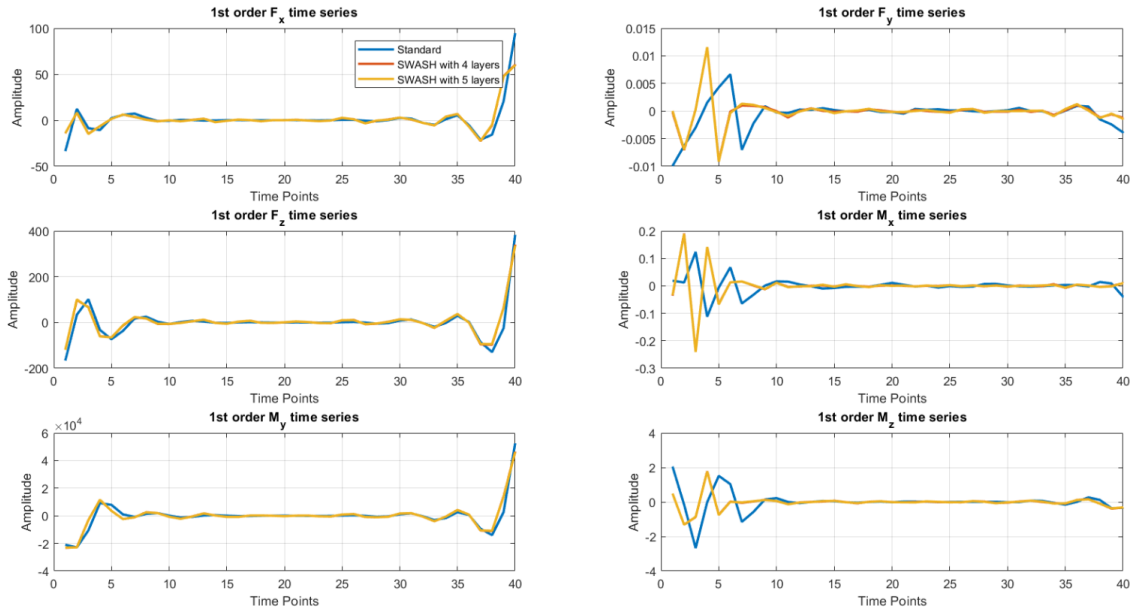 1st order Fx time series
100
50
0
-50
Amplitude
0 5 10 15 20 25 30 35 40
Time Points
Standard
SWASH with 4 layers
SWASH with 5 layers
1st order Fy time series
0.015
0.01
0.005
0
-0.005
-0.01
Amplitude
0 5 10 15 20 25 30 35 40
Time Points
1st order Fz time series
400
200
0
-200
Amplitude
0 5 10 15 20 25 30 35 40
Time Points
1st order Mx time series
0.2
0.1
0
-0.1
-0.2
-0.3
Amplitude
0 5 10 15 20 25 30 35 40
Time Points
1st order My time series
×10^4
6
4
2
0
-2
-4
Amplitude
0 5 10 15 20 25 30 35 40
Time Points
1st order Mz time series
4
2
0
-2
-4
Amplitude
0 5 10 15 20 25 30 35 40
Time Points